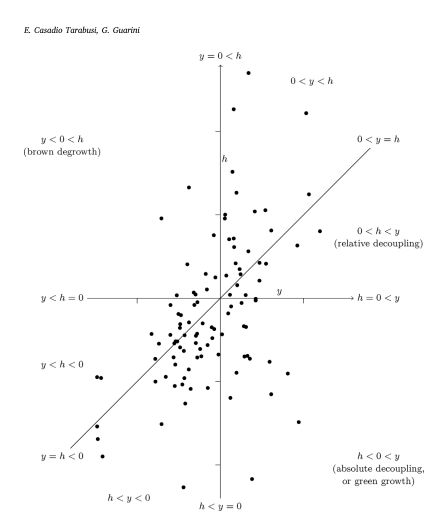 E. Casadio Tarabusi, G. Guarini
y = 0 < h
0 < y < h
y < 0 < h
(brown degrowth)
0 < y = h
h
0 < h < y
(relative decoupling)
y
y < h = 0
h = 0 < y
y < h < 0
y = h < 0
h < 0 < y
(absolute decoupling,
or green growth)
h < y < 0
h < y = 0